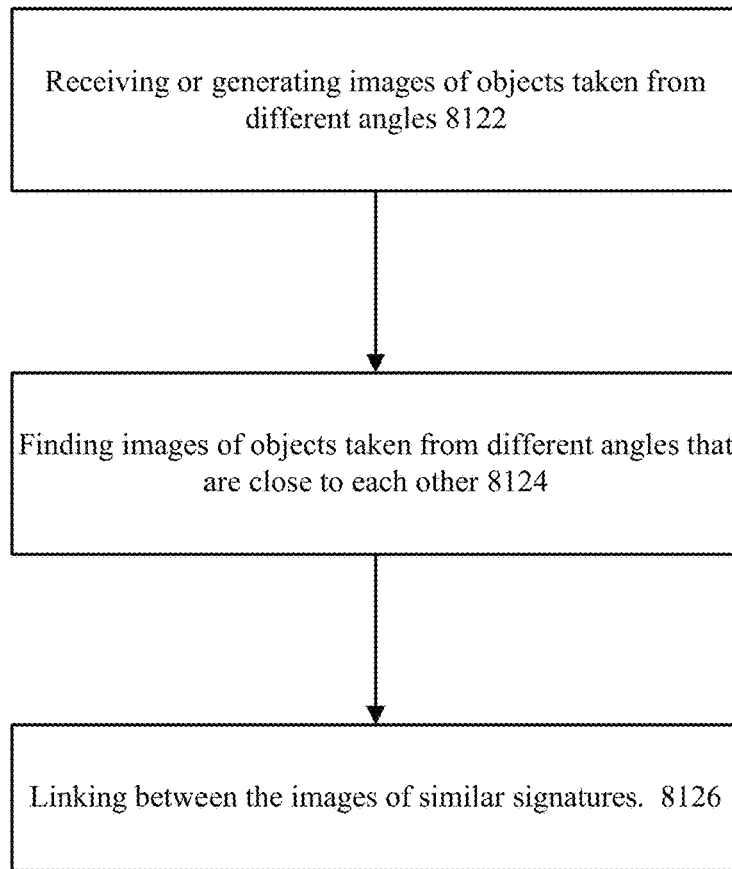 Receiving or generating images of objects taken from
different angles 8122
Finding images of objects taken from different angles that
are close to each other 8124
Linking between the images of similar signatures. 8126